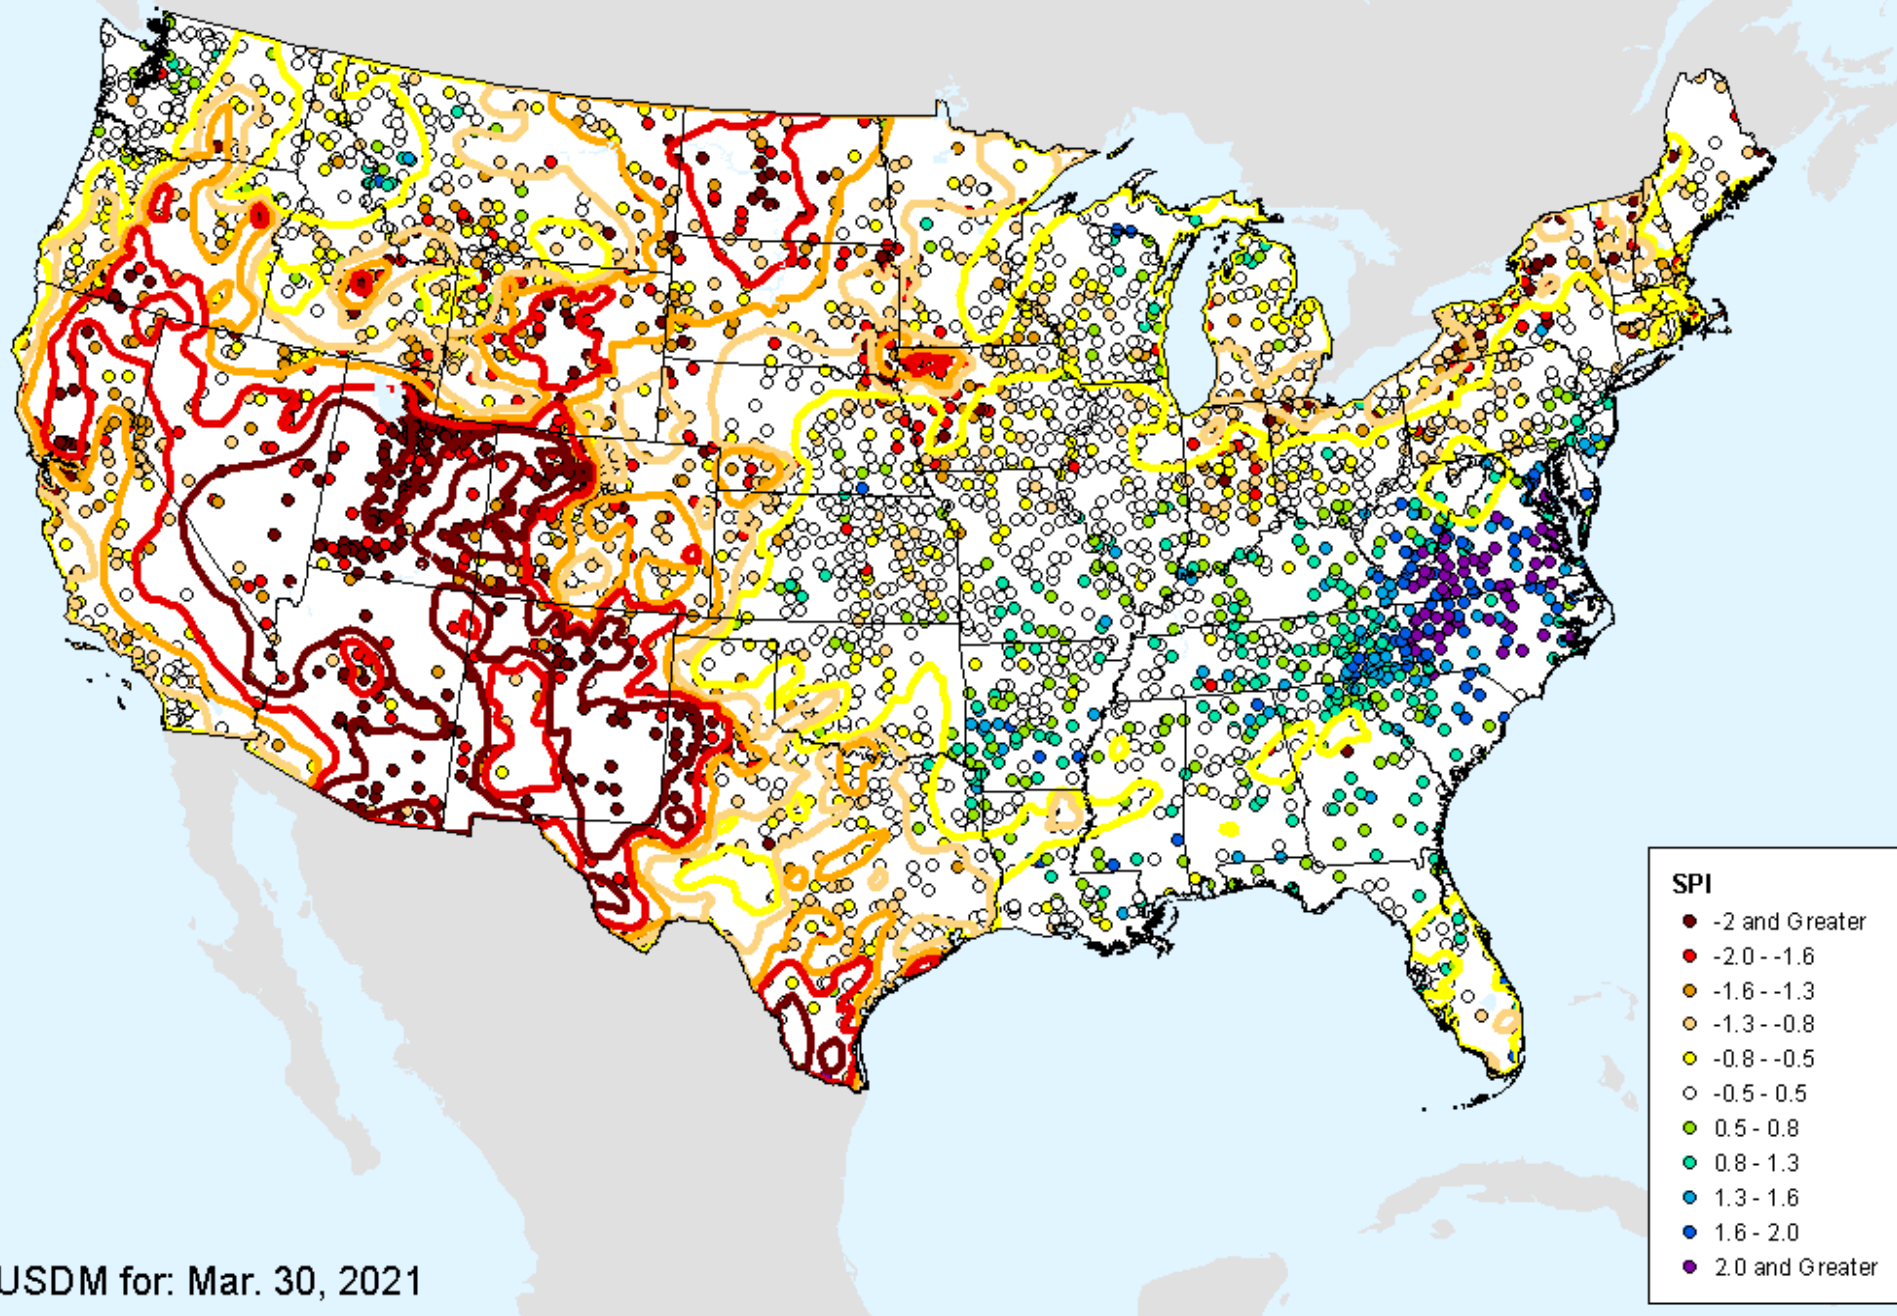 SPI
-2 and Greater
-2.0 - -1.6
-1.6 - -1.3
-1.3 - -0.8
-0.8 - -0.5
-0.5 - 0.5
0.5 - 0.8
0.8 - 1.3
1.3 - 1.6
1.6 - 2.0
2.0 and Greater
USDM for: Mar. 30, 2021